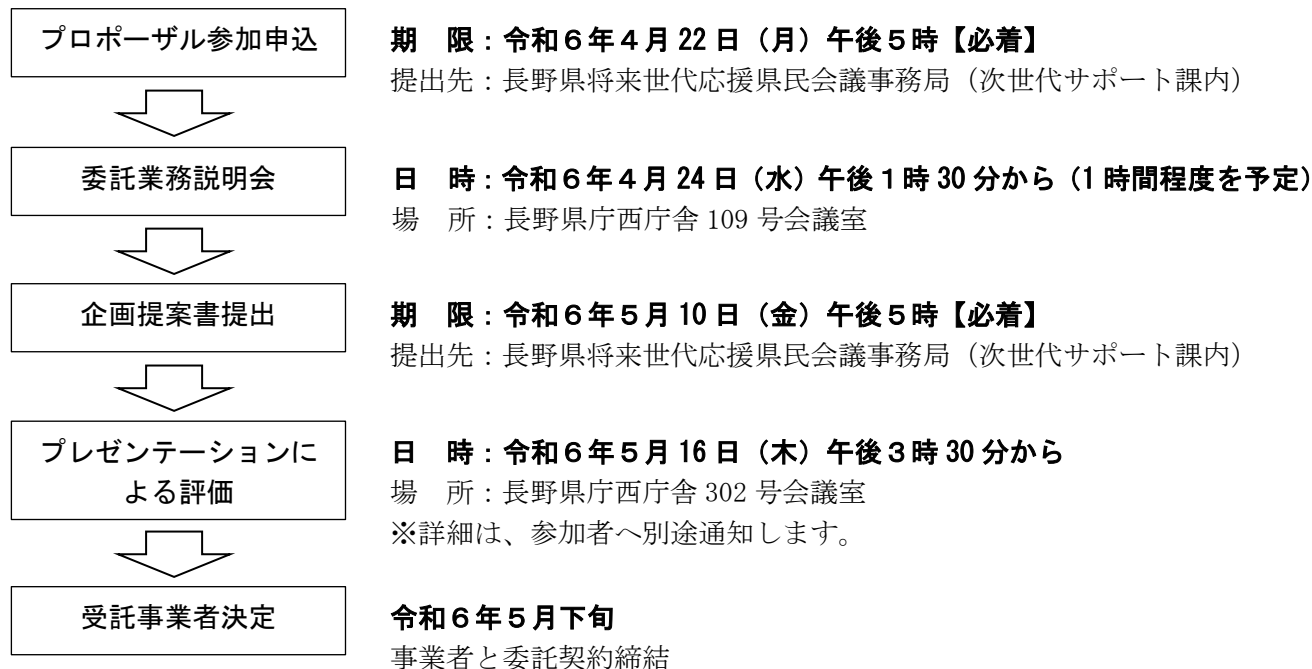 プロポーザル参加申込
期　限：令和６年４月 22 日（月）午後５時【必着】
提出先：長野県将来世代応援県民会議事務局（次世代サポート課内）
委託業務説明会
日　時：令和６年４月 24 日（水）午後１時 30 分から（1 時間程度を予定）
場　所：長野県庁西庁舎 109 号会議室
企画提案書提出
期　限：令和６年５月 10 日（金）午後５時【必着】
提出先：長野県将来世代応援県民会議事務局（次世代サポート課内）
プレゼンテーションに
よる評価
日　時：令和６年５月 16 日（木）午後３時 30 分から
場　所：長野県庁西庁舎 302 号会議室
※詳細は、参加者へ別途通知します。
受託事業者決定
令和６年５月下旬
事業者と委託契約締結